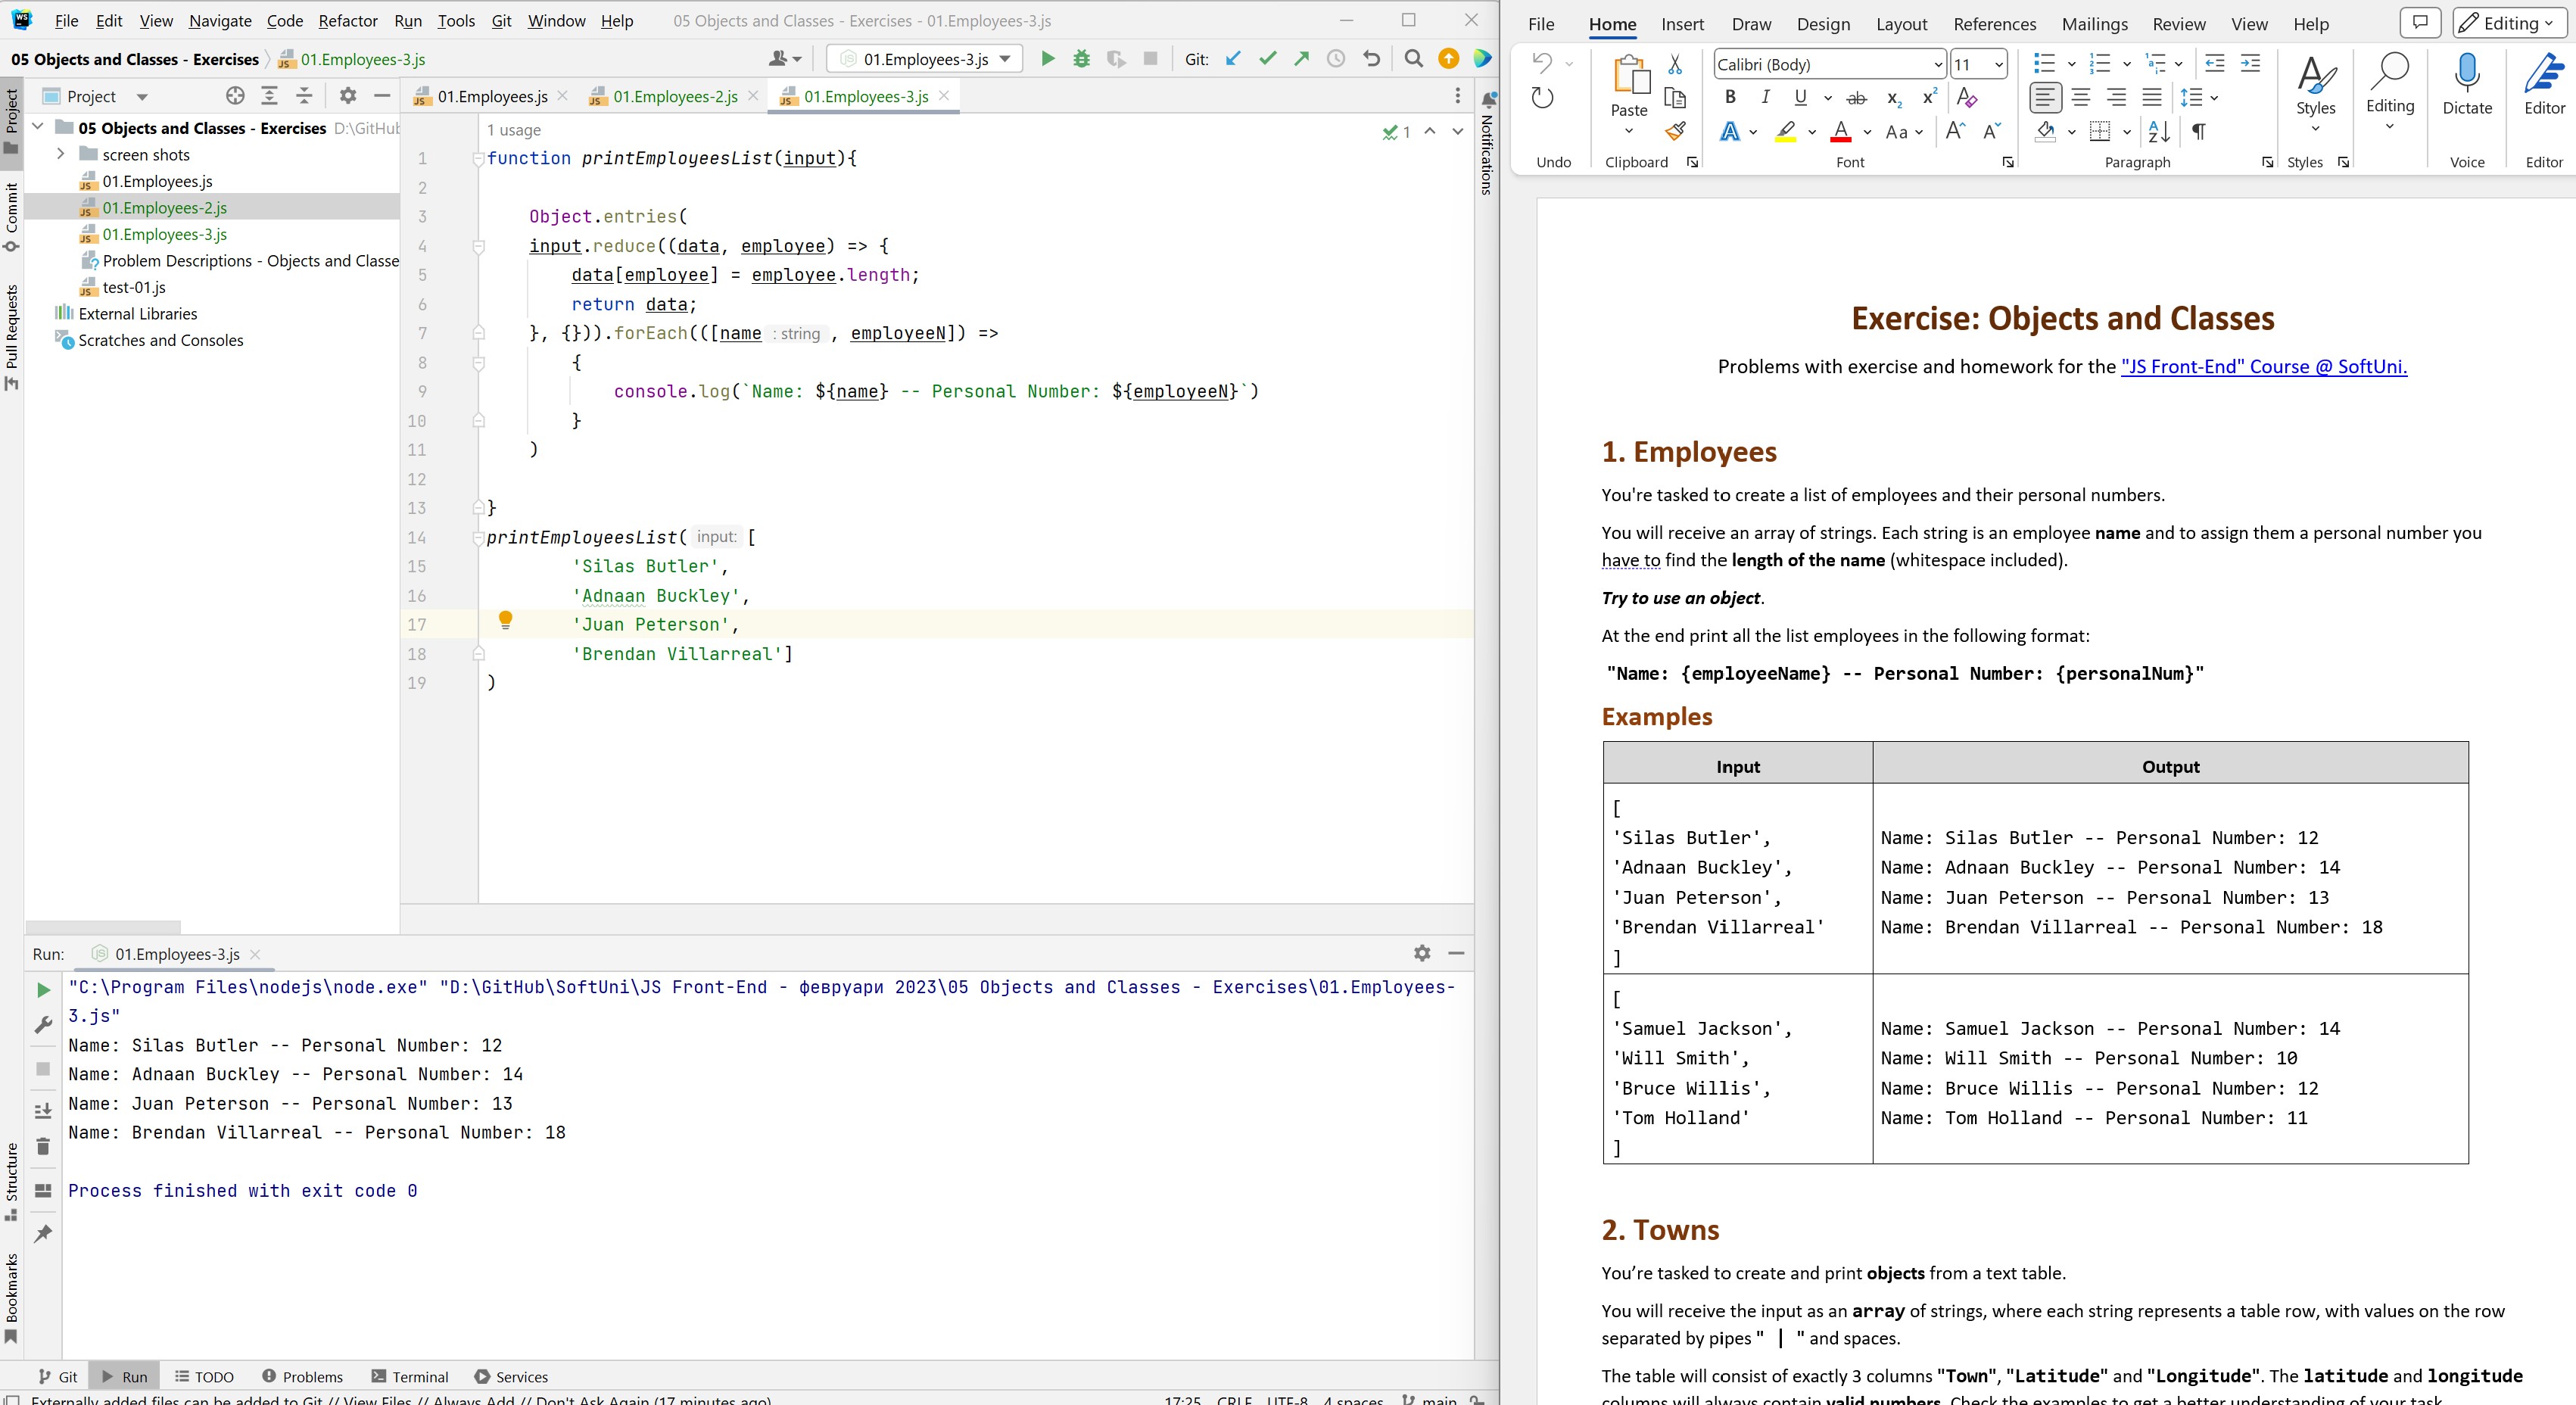 File Edit View Navigate Code Refactor Run Tools Git Window Help 05 Objects and Classes - Exercises - 01.Employees-3.js
05 Objects and Classes - Exercises 01.Employees-3.js 01.Employees-3.js Git:
Project 01.Employees.js 01.Employees-2.js 01.Employees-3.js
Project
Commit
Pull Requests
Structure
Bookmarks
Notifications
05 Objects and Classes - Exercises D:\GitHub
screen shots
01.Employees.js
01.Employees-2.js
01.Employees-3.js
Problem Descriptions - Objects and Classe
test-01.js
External Libraries
Scratches and Consoles
1 usage
1
1 function printEmployeesList(input){
2
3 Object.entries(
4 input.reduce((data, employee) => {
5 data[employee] = employee.length;
6 return data;
7 }, {})).forEach(([name : string , employeeN]) =>
8 {
9 console.log(`Name: ${name} -- Personal Number: ${employeeN}`)
10 }
11 )
12
13 }
14 printEmployeesList( input: [
15 'Silas Butler',
16 'Adnaan Buckley',
17 'Juan Peterson',
18 'Brendan Villarreal']
19 )
Run: 01.Employees-3.js
"C:\Program Files\nodejs\node.exe" "D:\GitHub\SoftUni\JS Front-End - февруари 2023\05 Objects and Classes - Exercises\01.Employees-
3.js"
Name: Silas Butler -- Personal Number: 12
Name: Adnaan Buckley -- Personal Number: 14
Name: Juan Peterson -- Personal Number: 13
Name: Brendan Villarreal -- Personal Number: 18
Process finished with exit code 0
Git Run TODO Problems Terminal Services
Externally added files can be added to Git // View Files // Always Add // Don't Ask Again (17 minutes ago) 17:25 CRLF UTF-8 4 spaces main
File Home Insert Draw Design Layout References Mailings Review View Help Editing
Calibri (Body) 11
Paste Styles Editing Dictate Editor
Undo Clipboard Font Paragraph Styles Voice Editor
Exercise: Objects and Classes
Problems with exercise and homework for the "JS Front-End" Course @ SoftUni.
1. Employees
You're tasked to create a list of employees and their personal numbers.
You will receive an array of strings. Each string is an employee name and to assign them a personal number you
have to find the length of the name (whitespace included).
Try to use an object.
At the end print all the list employees in the following format:
"Name: {employeeName} -- Personal Number: {personalNum}"
Examples
Input Output
[
'Silas Butler', Name: Silas Butler -- Personal Number: 12
'Adnaan Buckley', Name: Adnaan Buckley -- Personal Number: 14
'Juan Peterson', Name: Juan Peterson -- Personal Number: 13
'Brendan Villarreal' Name: Brendan Villarreal -- Personal Number: 18
]
[
'Samuel Jackson', Name: Samuel Jackson -- Personal Number: 14
'Will Smith', Name: Will Smith -- Personal Number: 10
'Bruce Willis', Name: Bruce Willis -- Personal Number: 12
'Tom Holland' Name: Tom Holland -- Personal Number: 11
]
2. Towns
You’re tasked to create and print objects from a text table.
You will receive the input as an array of strings, where each string represents a table row, with values on the row
separated by pipes " | " and spaces.
The table will consist of exactly 3 columns "Town", "Latitude" and "Longitude". The latitude and longitude
columns will always contain valid numbers. Check the examples to get a better understanding of your task.